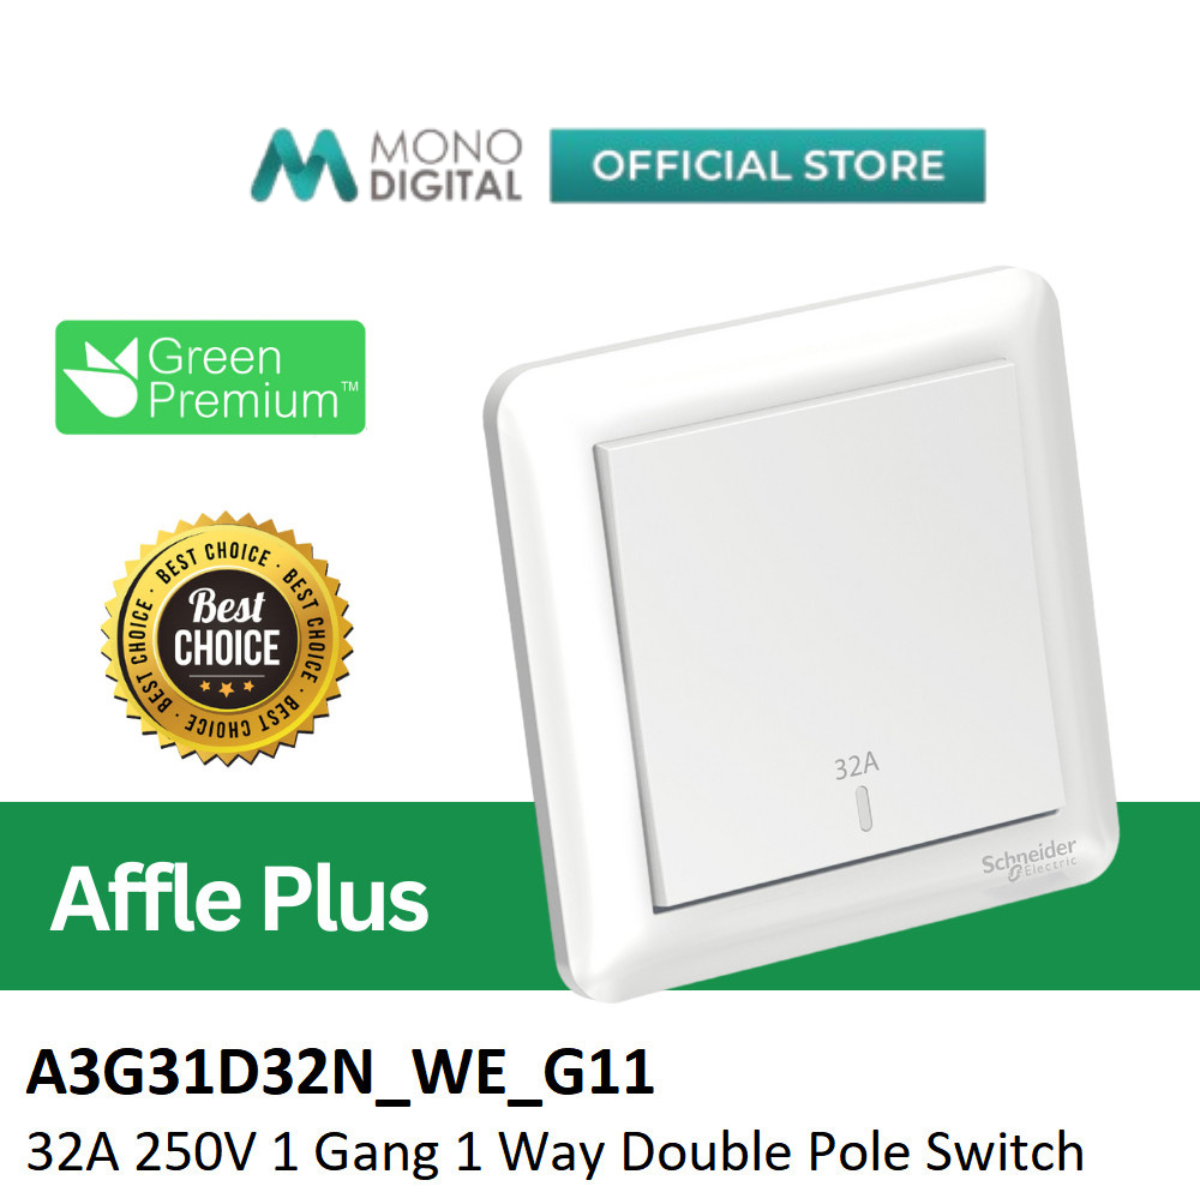 MONO
DIGITAL
OFFICIAL STORE
Green
Premium™
BEST CHOICE · BEST CHOICE · BEST CHOICE · BEST CHOICE ·
Best
CHOICE
32A
Schneider
Electric
Affle Plus
A3G31D32N_WE_G11
32A 250V 1 Gang 1 Way Double Pole Switch